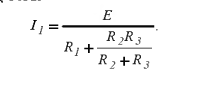 I₁ = E / (R₁ + (R₂R₃ / (R₂ + R₃))).